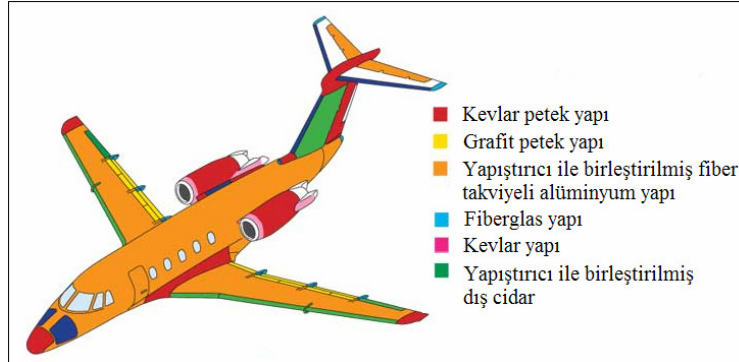 Kevlar petek yapı
Grafit petek yapı
Yapıştırıcı ile birleştirilmiş fiber
takviyeli alüminyum yapı
Fiberglas yapı
Kevlar yapı
Yapıştırıcı ile birleştirilmiş
dış cidar